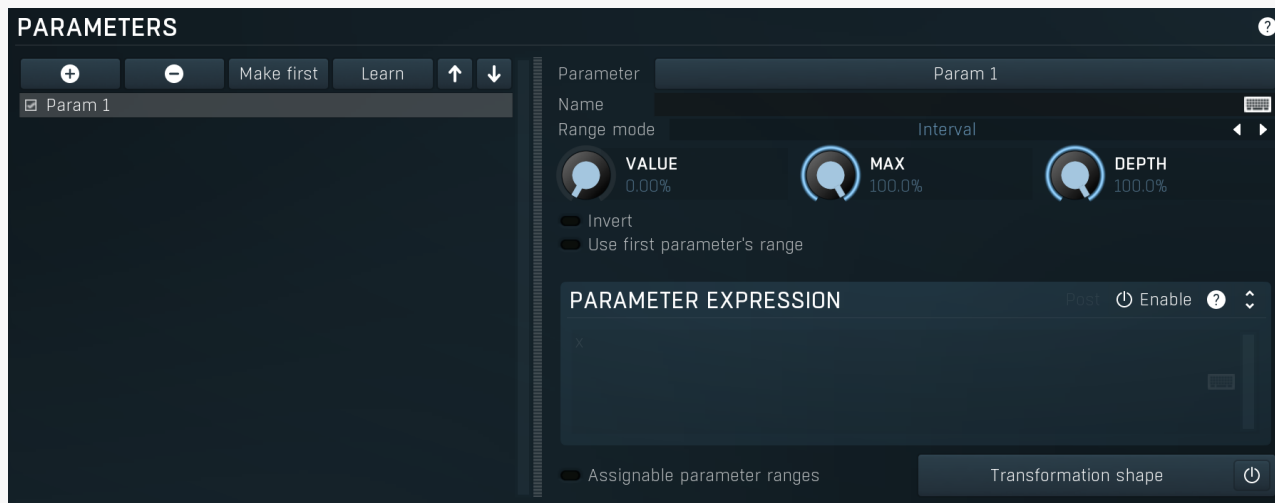 PARAMETERS ?
Make first Learn
Param 1
Parameter Param 1
Name
Range mode Interval
VALUE
0.00%
MAX
100.0%
DEPTH
100.0%
Invert
Use first parameter's range
PARAMETER EXPRESSION Post Enable ?
x
Assignable parameter ranges
Transformation shape